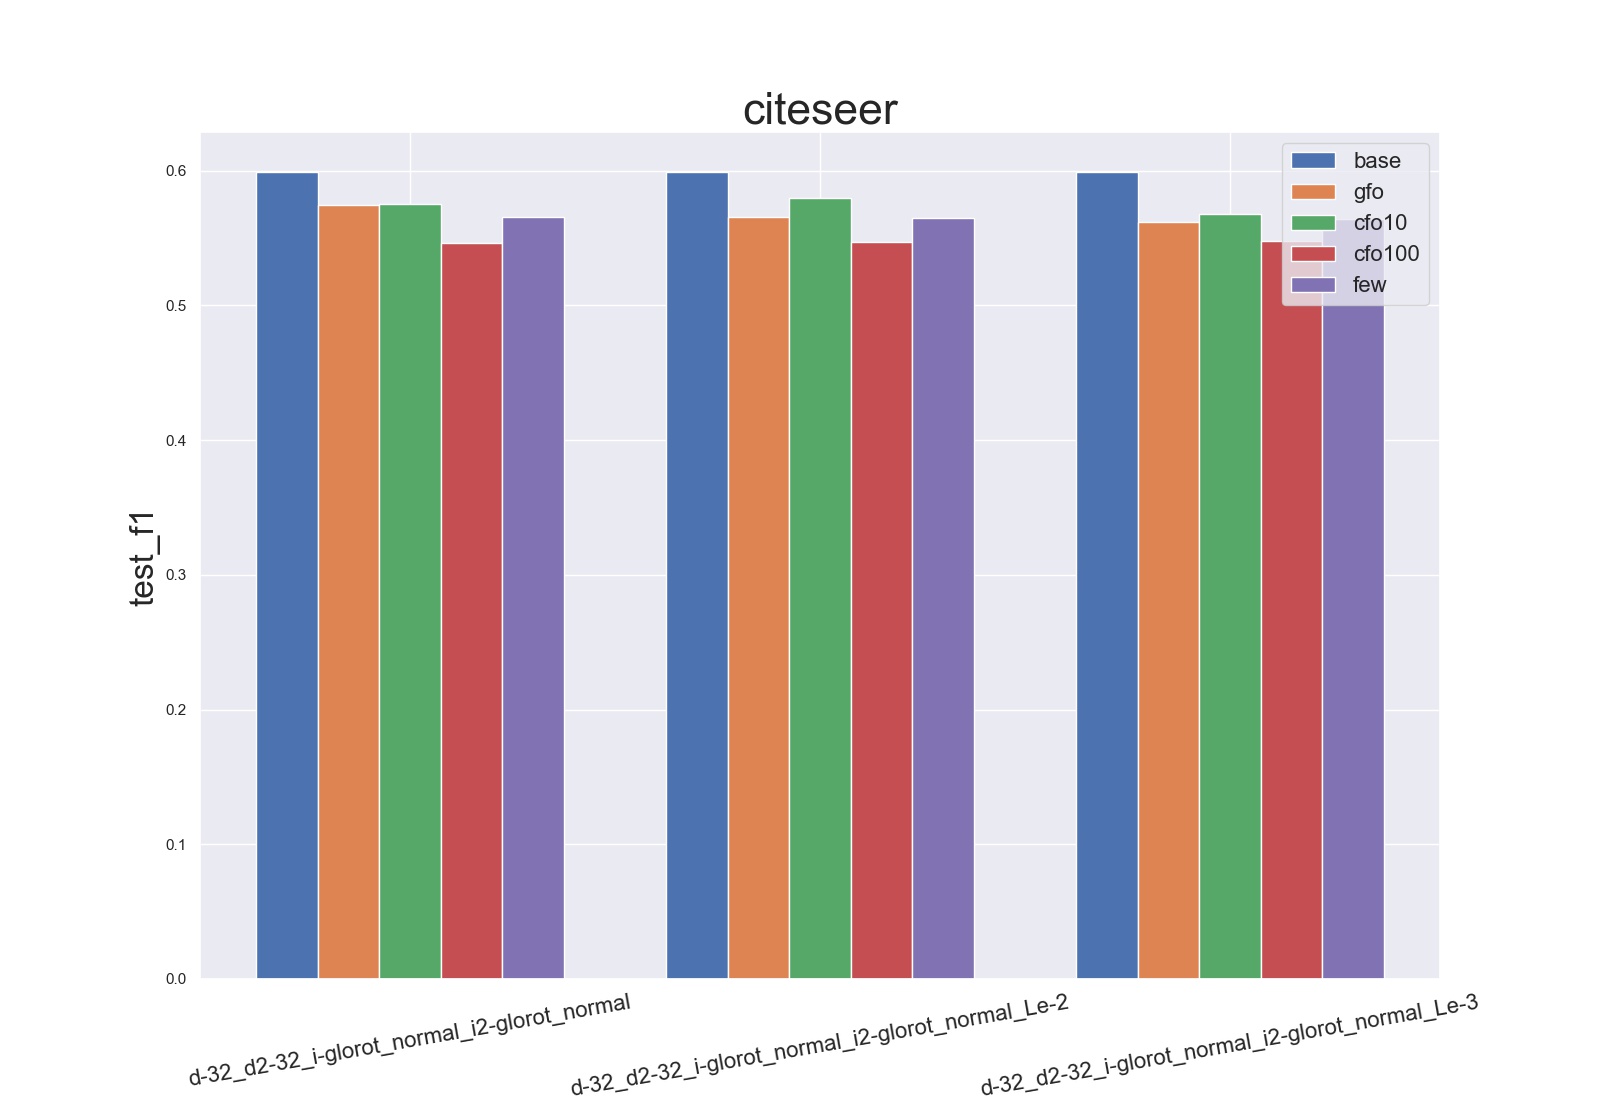 citeseer
test_f1
0.6
0.5
0.4
0.3
0.2
0.1
0.0
base
gfo
cfo10
cfo100
few
d-32_d2-32_i-glorot_normal_i2-glorot_normal
d-32_d2-32_i-glorot_normal_i2-glorot_normal_Le-2
d-32_d2-32_i-glorot_normal_i2-glorot_normal_Le-3